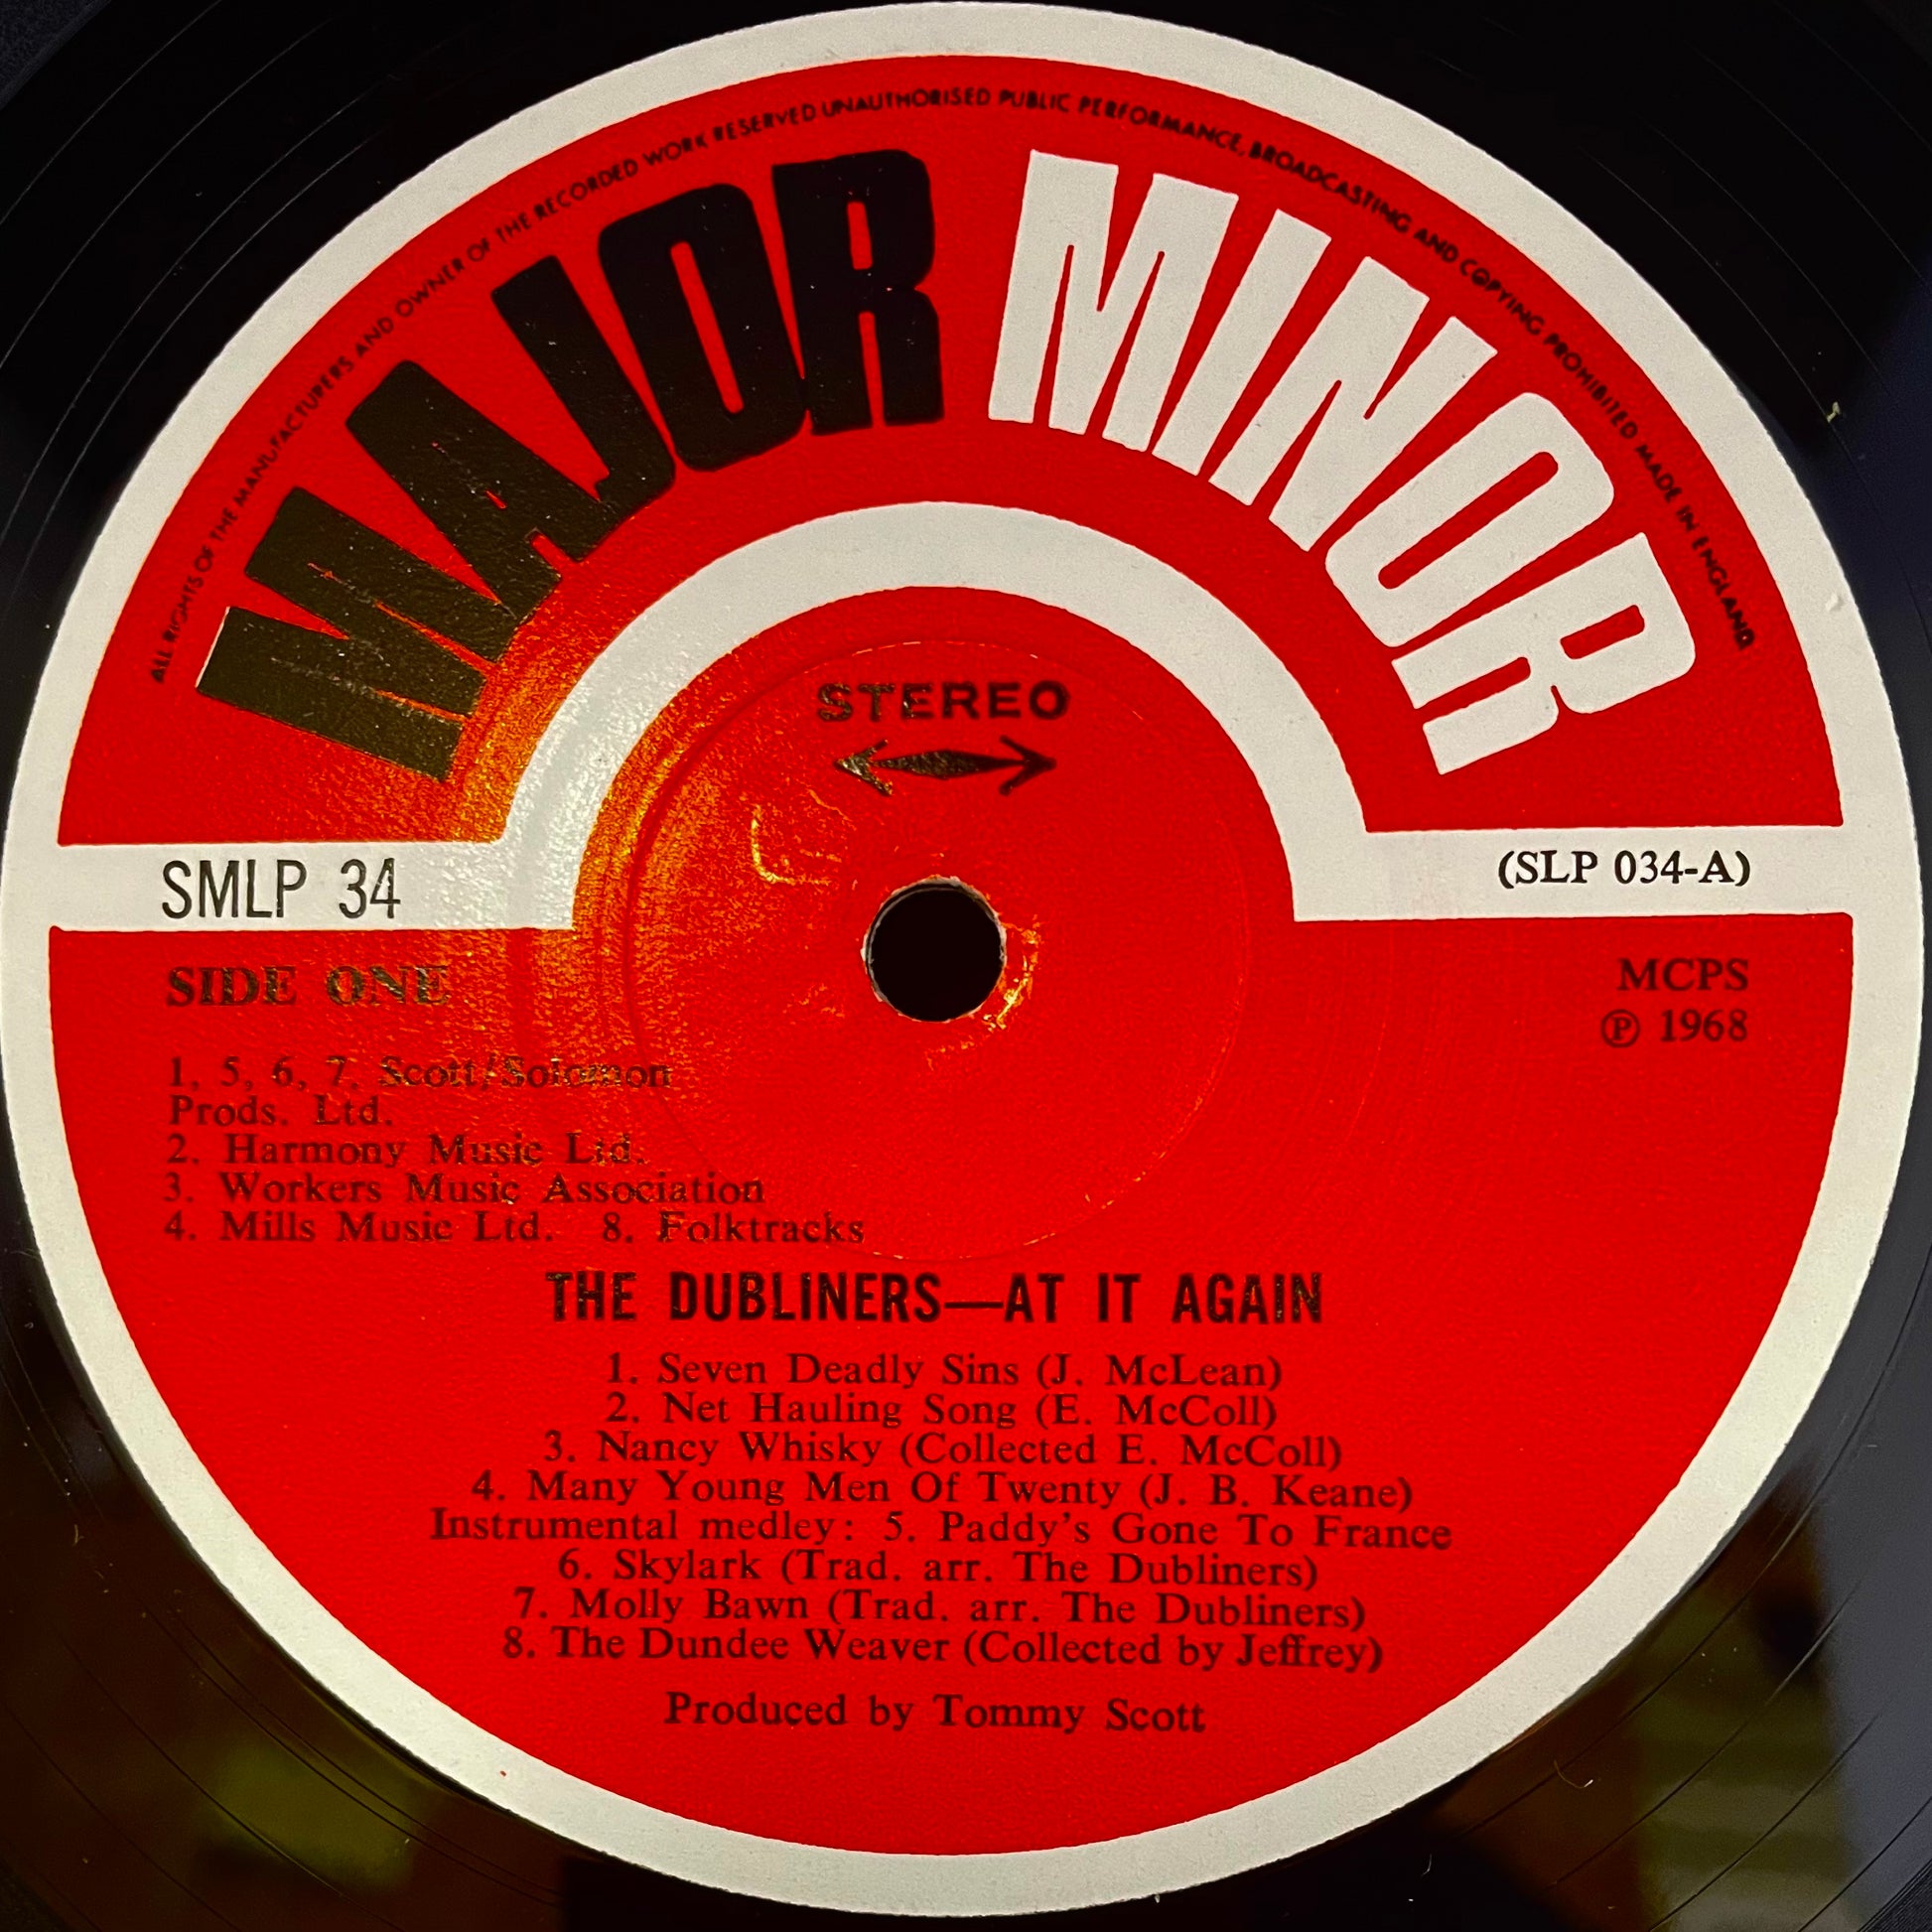 ALL RIGHTS OF THE MANUFACTURERS AND OWNER OF THE RECORDED WORK RESERVED UNAUTHORISED PUBLIC PERFORMANCE, BROADCASTING AND COPYING PROHIBITED MADE IN ENGLAND
MAJOR MINOR
STEREO
SMLP 34
(SLP 034-A)
SIDE ONE
MCPS
℗ 1968
1, 5, 6, 7. Scott/Solomon
Prods. Ltd.
2. Harmony Music Ltd.
3. Workers Music Association
4. Mills Music Ltd. 8. Folktracks
THE DUBLINERS—AT IT AGAIN
1. Seven Deadly Sins (J. McLean)
2. Net Hauling Song (E. McColl)
3. Nancy Whisky (Collected E. McColl)
4. Many Young Men Of Twenty (J. B. Keane)
Instrumental medley: 5. Paddy's Gone To France
6. Skylark (Trad. arr. The Dubliners)
7. Molly Bawn (Trad. arr. The Dubliners)
8. The Dundee Weaver (Collected by Jeffrey)
Produced by Tommy Scott